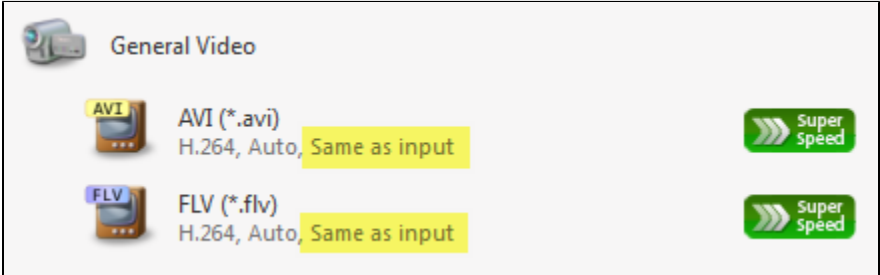 General Video
AVI
AVI (*.avi)
H.264, Auto, Same as input
Super
Speed
FLV
FLV (*.flv)
H.264, Auto, Same as input
Super
Speed